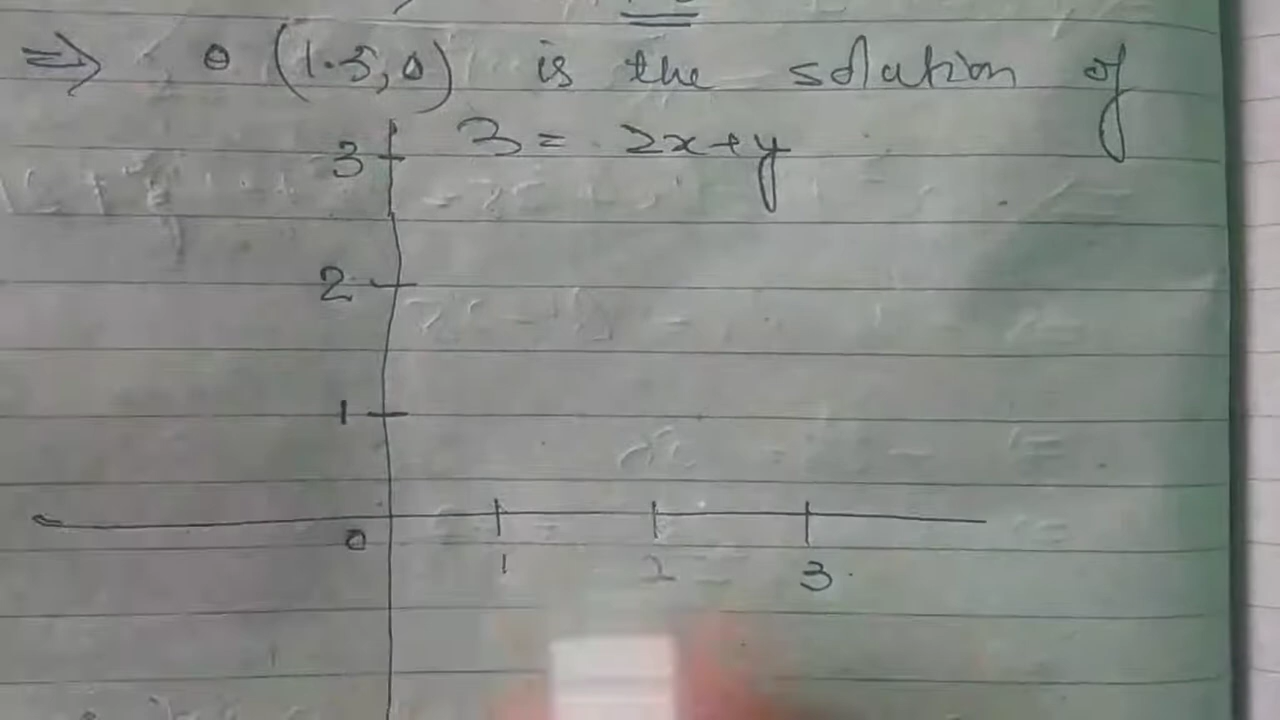 ⇒ (1.5, 0) is the solution of
3 = 2x+y
3
2
1
0
1 2 3